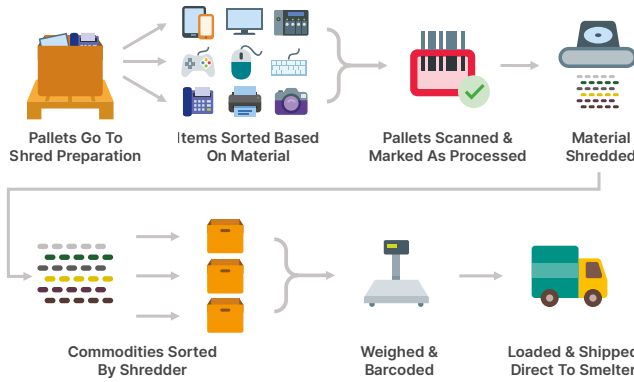 Pallets Go To
Shred Preparation
Items Sorted Based
On Material
Pallets Scanned &
Marked As Processed
Material
Shredded
Commodities Sorted
By Shredder
Weighed &
Barcoded
Loaded & Shipped
Direct To Smelter